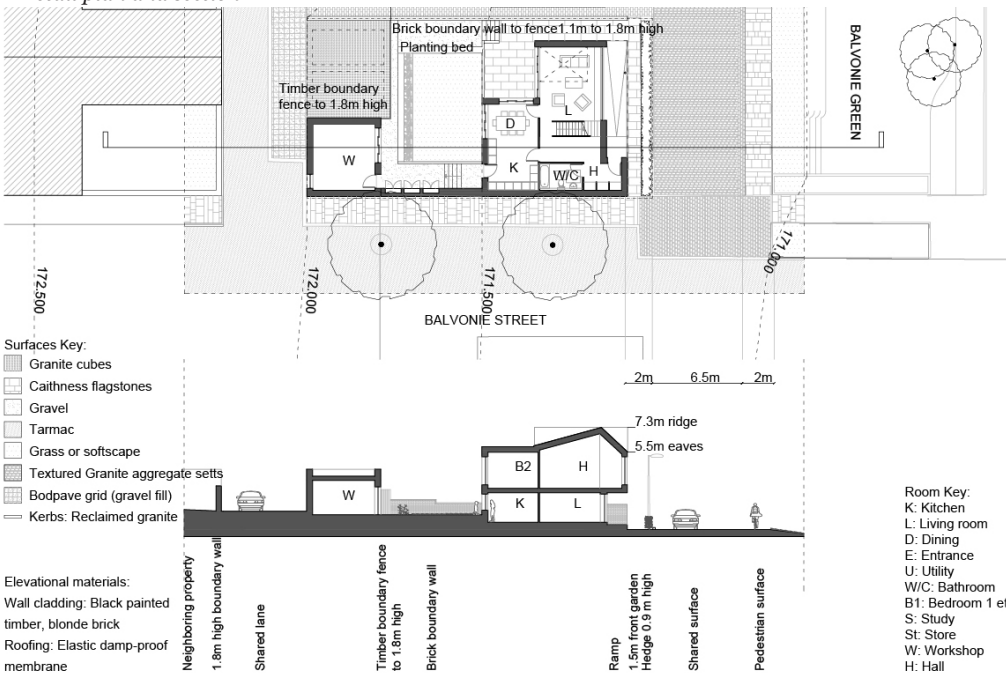 Brick boundary wall to fence1.1m to 1.8m high
Planting bed
Timber boundary
fence to 1.8m high
L
D
W
K
W/C
H
BALVONIE GREEN
172.500
172.000
171.500
171.000
BALVONIE STREET
Surfaces Key:
Granite cubes
Caithness flagstones
Gravel
Tarmac
Grass or softscape
Textured Granite aggregate setts
Bodpave grid (gravel fill)
Kerbs: Reclaimed granite
2m
6.5m
2m
7.3m ridge
5.5m eaves
B2
H
W
K
L
Elevational materials:
Wall cladding: Black painted
timber, blonde brick
Roofing: Elastic damp-proof
membrane
Neighboring property
1.8m high boundary wall
Shared lane
Timber boundary fence
to 1.8m high
Brick boundary wall
Ramp
1.5m front garden
Hedge 0.9 m high
Shared surface
Pedestrian surface
Room Key:
K: Kitchen
L: Living room
D: Dining
E: Entrance
U: Utility
W/C: Bathroom
B1: Bedroom 1 et
S: Study
St: Store
W: Workshop
H: Hall